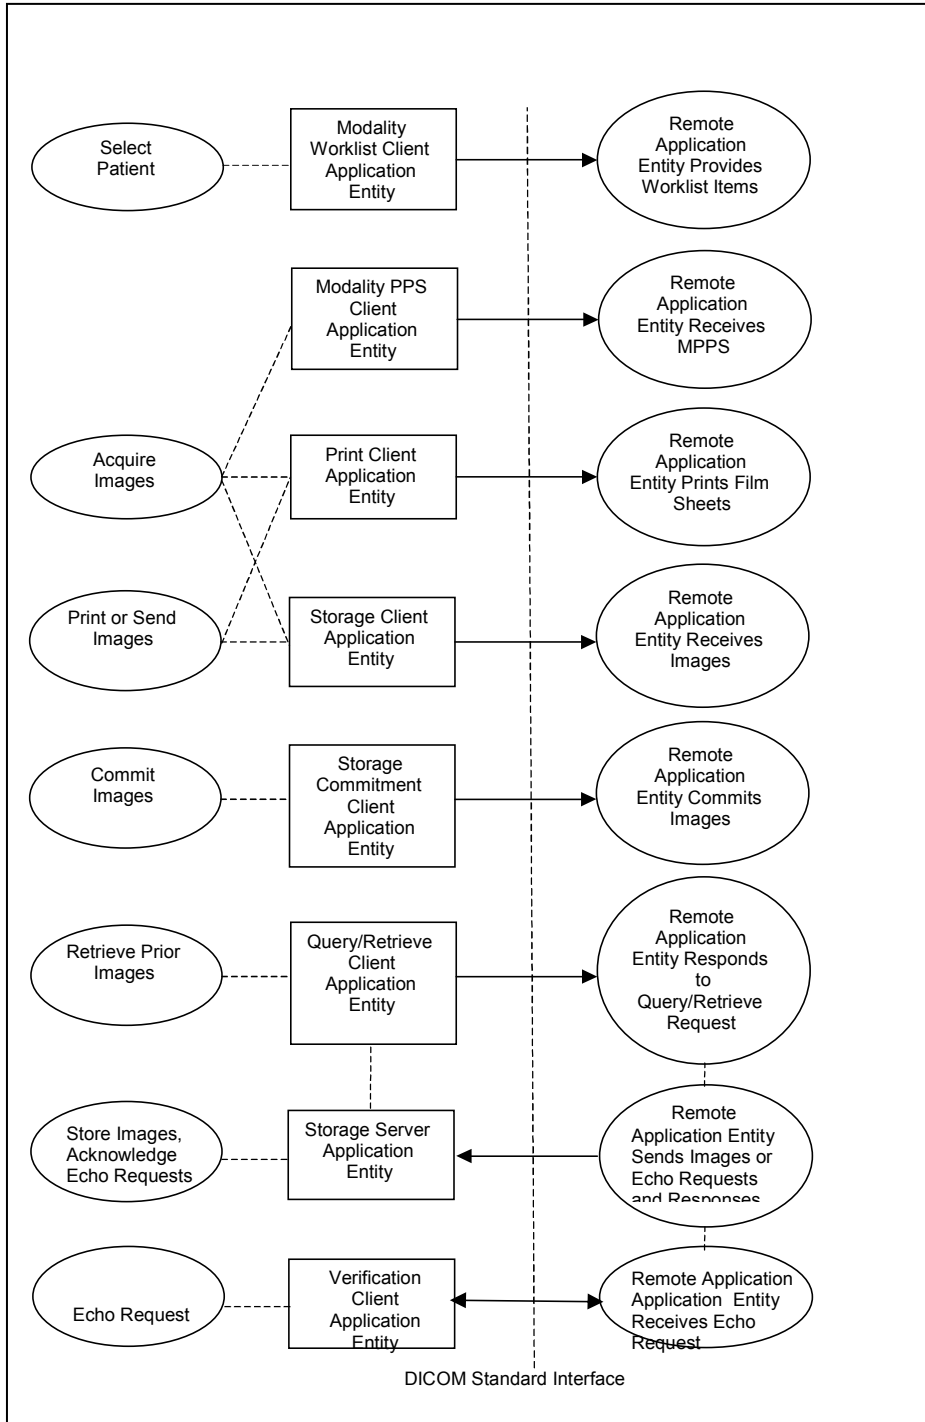 Select
Patient
Modality
Worklist Client
Application
Entity
Remote
Application
Entity Provides
Worklist Items
Modality PPS
Client
Application
Entity
Remote
Application
Entity Receives
MPPS
Acquire
Images
Print Client
Application
Entity
Remote
Application
Entity Prints Film
Sheets
Print or Send
Images
Storage Client
Application
Entity
Remote
Application
Entity Receives
Images
Commit
Images
Storage
Commitment
Client
Application
Entity
Remote
Application
Entity Commits
Images
Retrieve Prior
Images
Query/Retrieve
Client
Application
Entity
Remote
Application
Entity Responds
to
Query/Retrieve
Request
Store Images,
Acknowledge
Echo Requests
Storage Server
Application
Entity
Remote
Application Entity
Sends Images or
Echo Requests
and Responses
Echo Request
Verification
Client
Application
Entity
Remote Application
Application Entity
Receives Echo
Request
DICOM Standard Interface